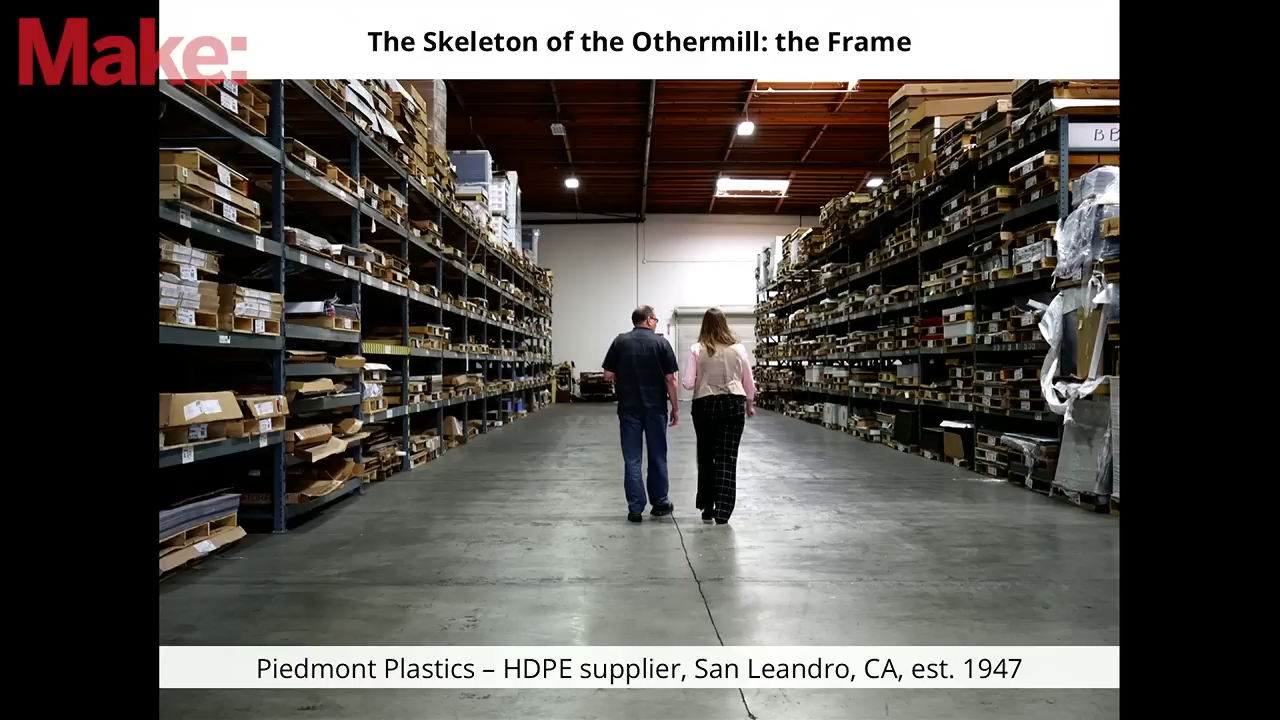 Make:
The Skeleton of the Othermill: the Frame
B B
Piedmont Plastics – HDPE supplier, San Leandro, CA, est. 1947